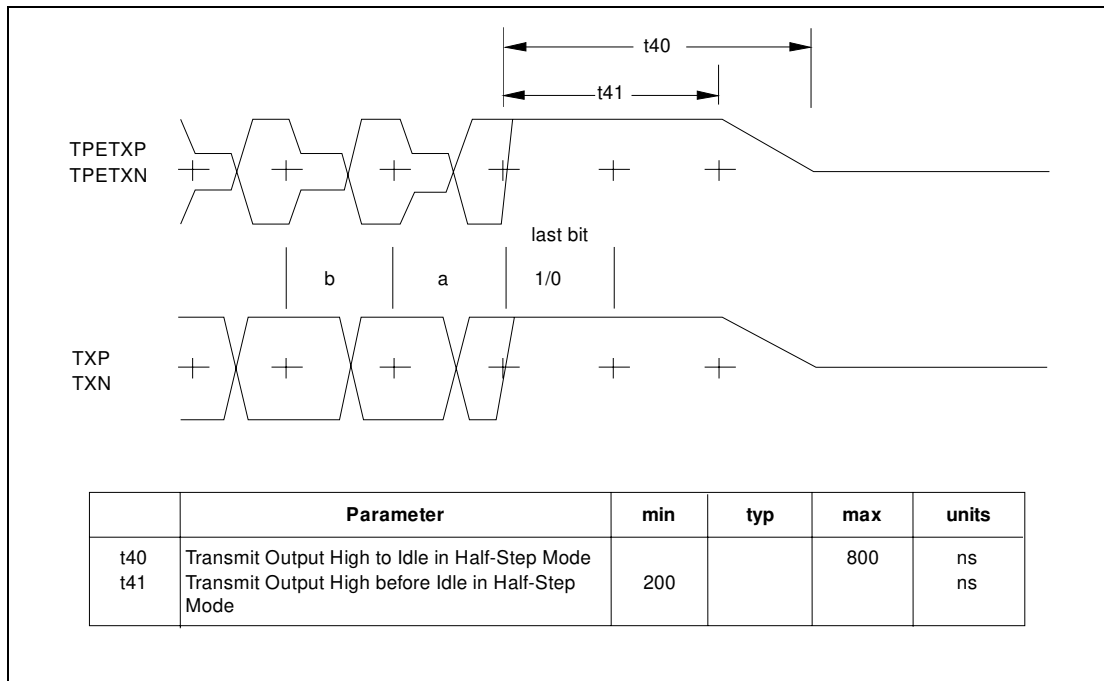 t40
t41
TPETXP
TPETXN
last bit
b a 1/0
TXP
TXN
Parameter min typ max units
t40 Transmit Output High to Idle in Half-Step Mode 800 ns
t41 Transmit Output High before Idle in Half-Step 200 ns
Mode